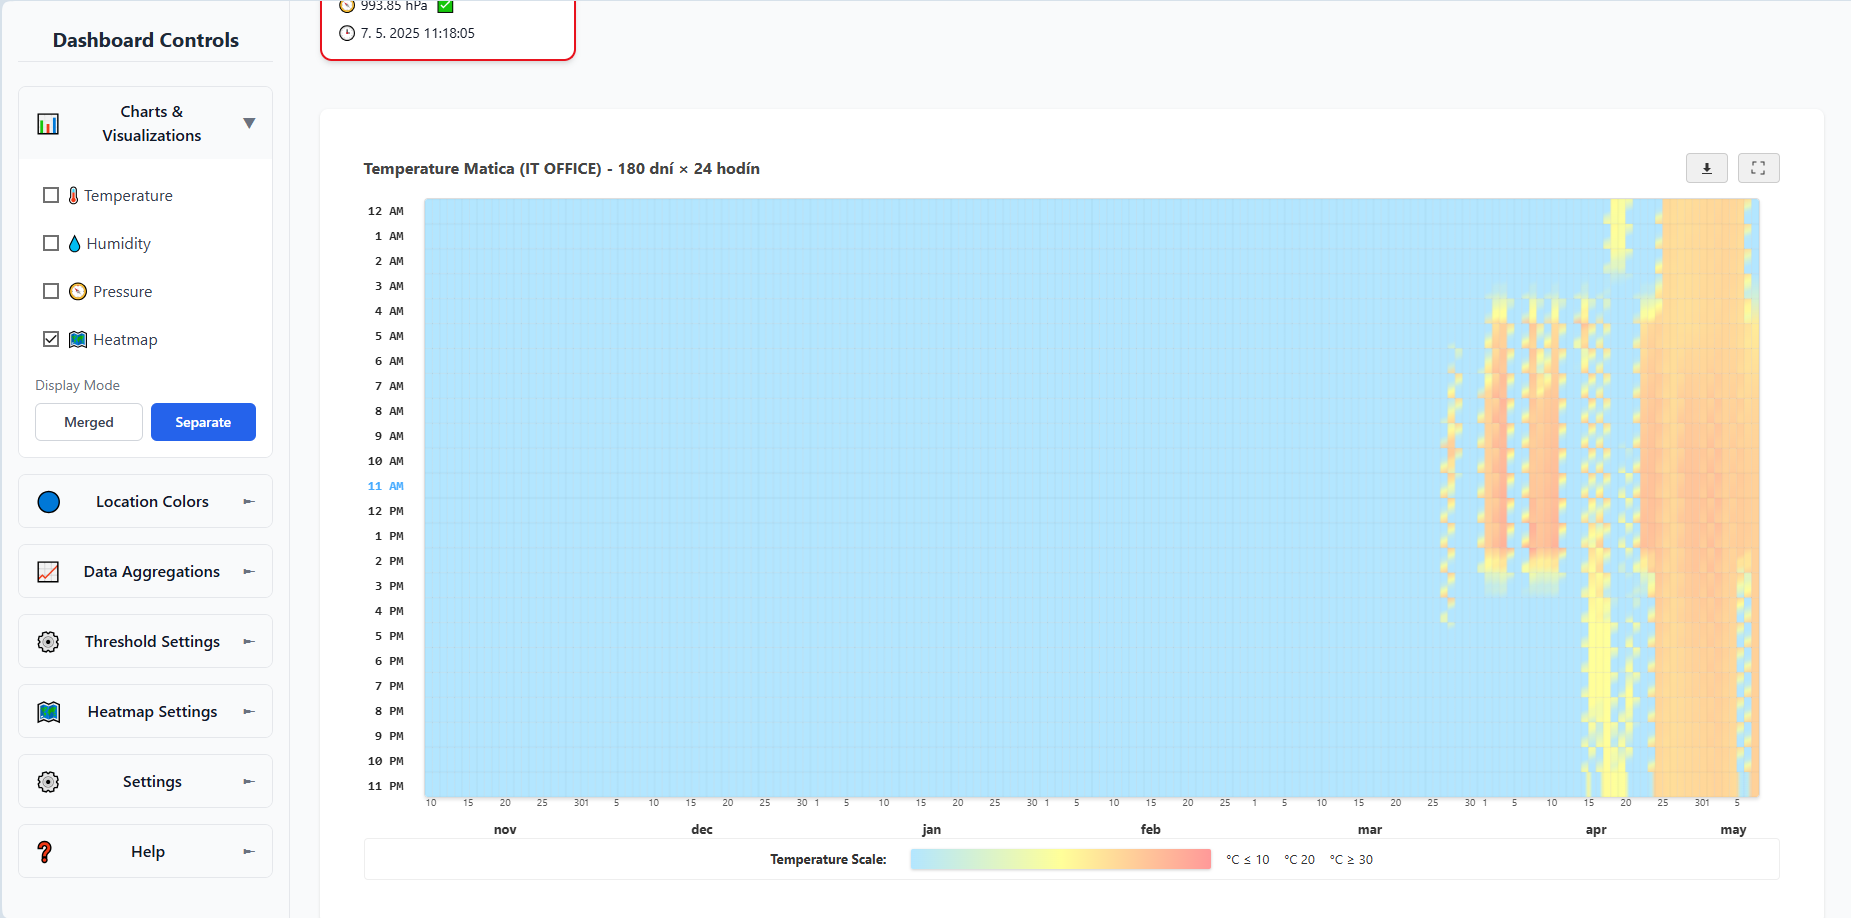 Dashboard Controls
Charts &
Visualizations
Temperature
Humidity
Pressure
Heatmap
Display Mode
Merged
Separate
Location Colors
Data Aggregations
Threshold Settings
Heatmap Settings
Settings
Help
993.85 hPa
7. 5. 2025 11:18:05
Temperature Matica (IT OFFICE) - 180 dní × 24 hodín
12 AM
1 AM
2 AM
3 AM
4 AM
5 AM
6 AM
7 AM
8 AM
9 AM
10 AM
11 AM
12 PM
1 PM
2 PM
3 PM
4 PM
5 PM
6 PM
7 PM
8 PM
9 PM
10 PM
11 PM
10 15 20 25 301 5 10 15 20 25 30 1 5 10 15 20 25 30 1 5 10 15 20 25 1 5 10 15 20 25 30 1 5 10 15 20 25 301 5
nov dec jan feb mar apr may
Temperature Scale: °C ≤ 10 °C 20 °C ≥ 30